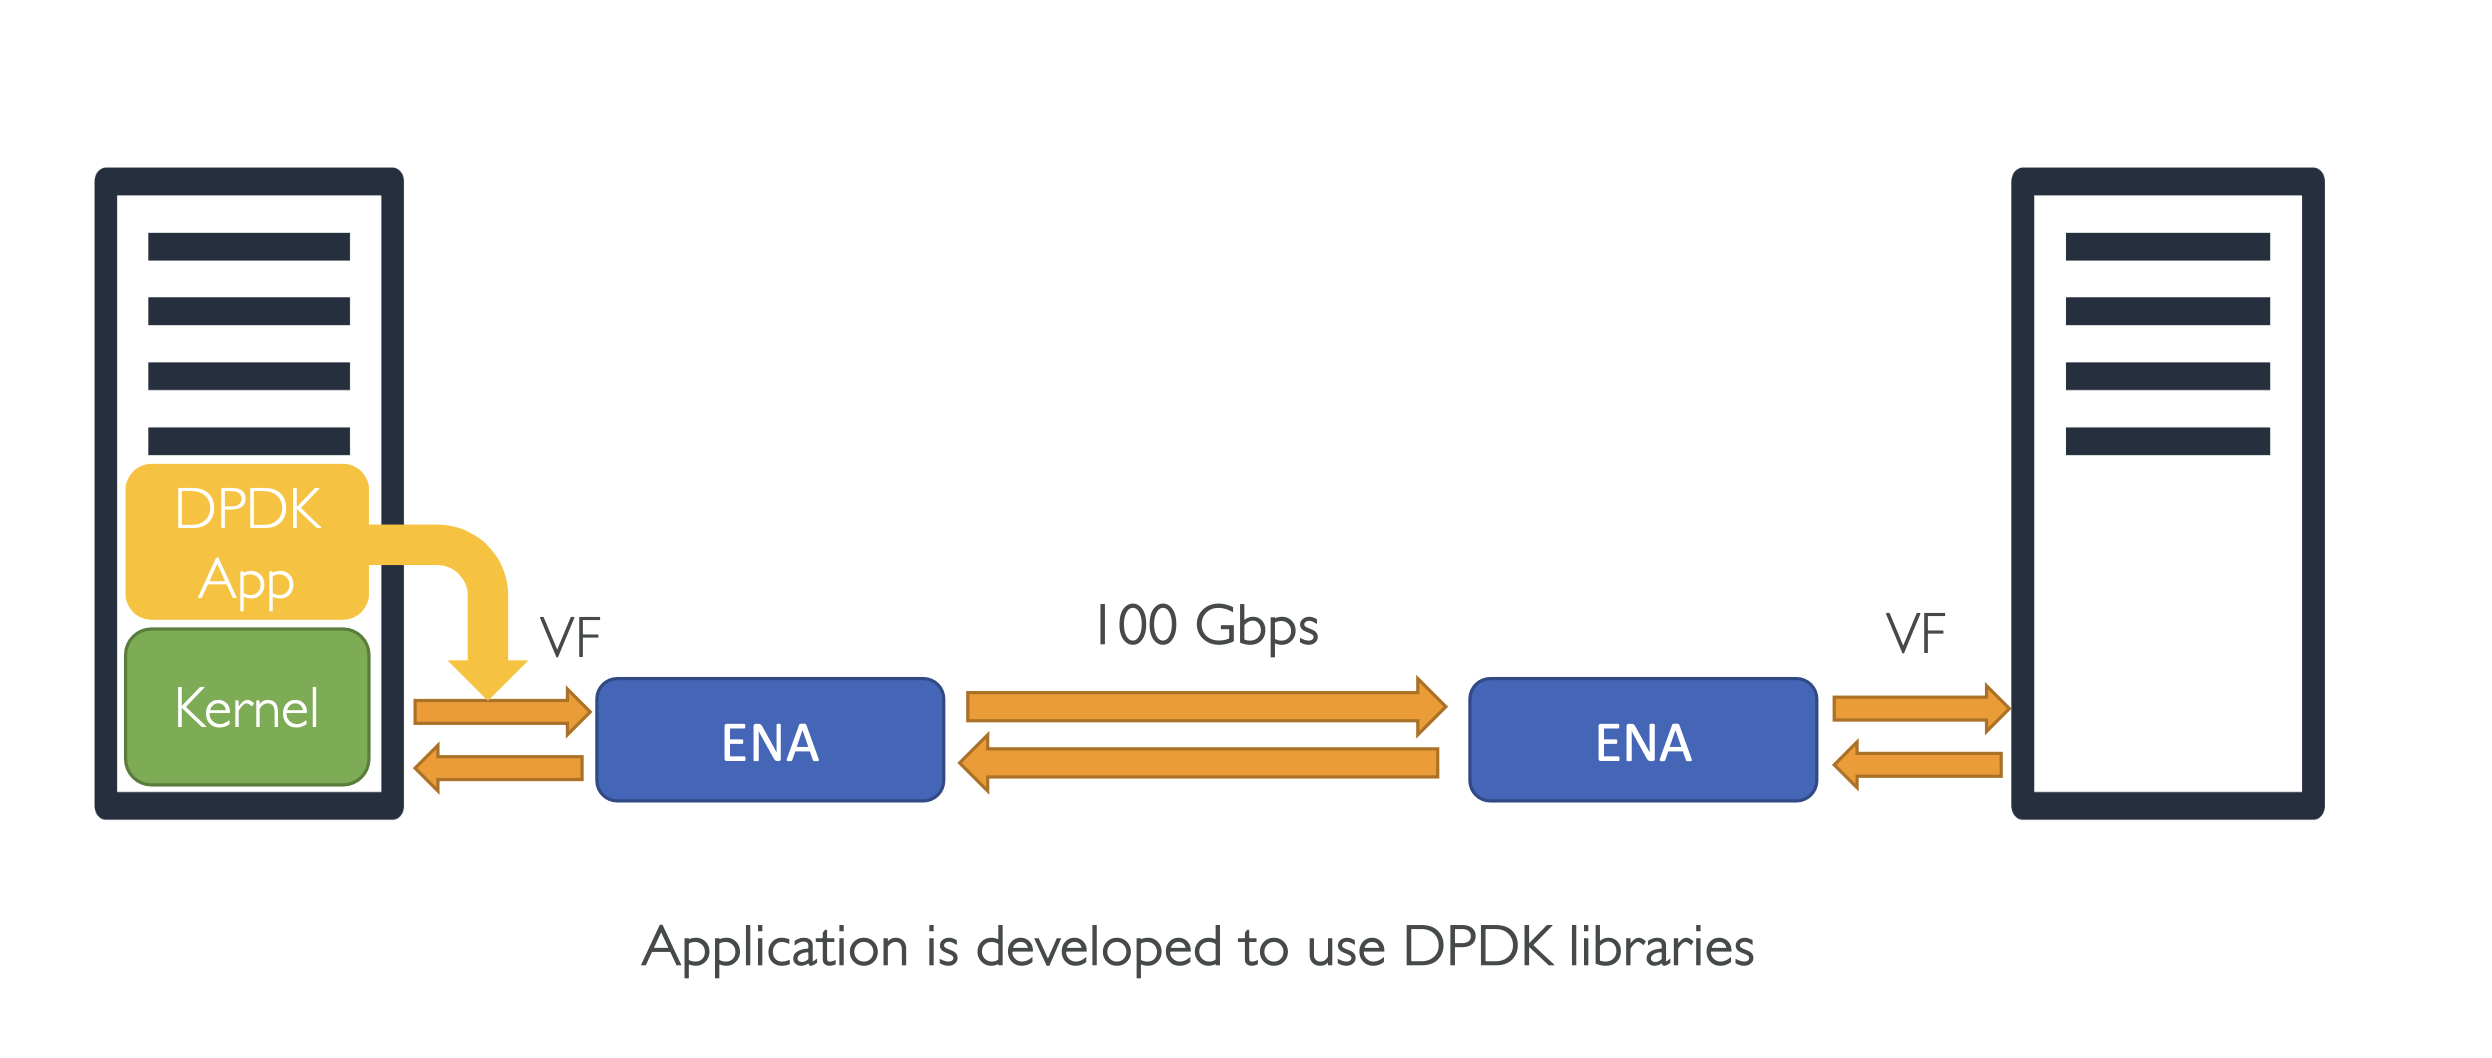 DPDK
App
Kernel
VF
ENA
100 Gbps
ENA
VF
Application is developed to use DPDK libraries